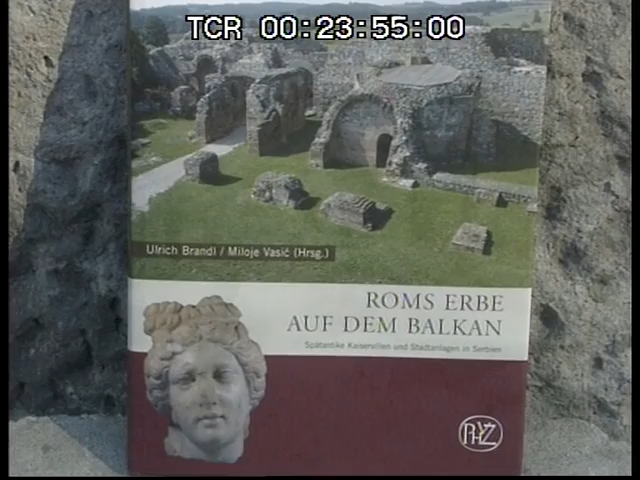 TCR 00:23:55:00
Ulrich Brandl / Miloje Vasić (Hrsg.)
ROMS ERBE
AUF DEM BALKAN
Spätantike Kaiservillen und Stadtanlagen in Serbien